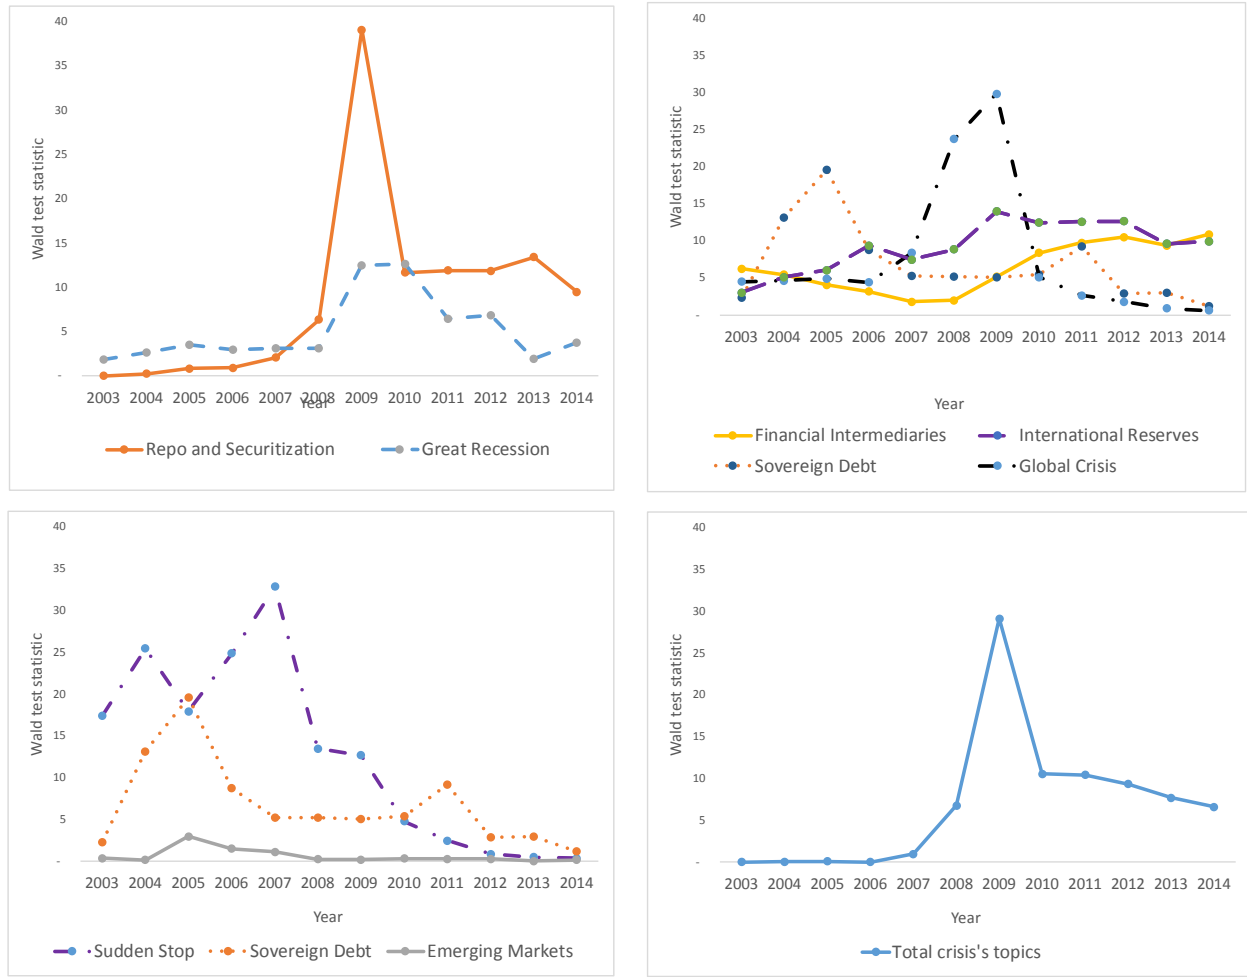 40
35
30
25
20
15
10
5
-
Wald test statistic
2003 2004 2005 2006 2007 2008 2009 2010 2011 2012 2013 2014
Year
Repo and Securitization Great Recession
40
35
30
25
20
15
10
5
-
Wald test statistic
2003 2004 2005 2006 2007 2008 2009 2010 2011 2012 2013 2014
Year
Financial Intermediaries International Reserves
Sovereign Debt Global Crisis
40
35
30
25
20
15
10
5
-
Wald test statistic
2003 2004 2005 2006 2007 2008 2009 2010 2011 2012 2013 2014
Year
Sudden Stop Sovereign Debt Emerging Markets
40
35
30
25
20
15
10
5
-
Wald test statistic
2003 2004 2005 2006 2007 2008 2009 2010 2011 2012 2013 2014
Year
Total crisis's topics